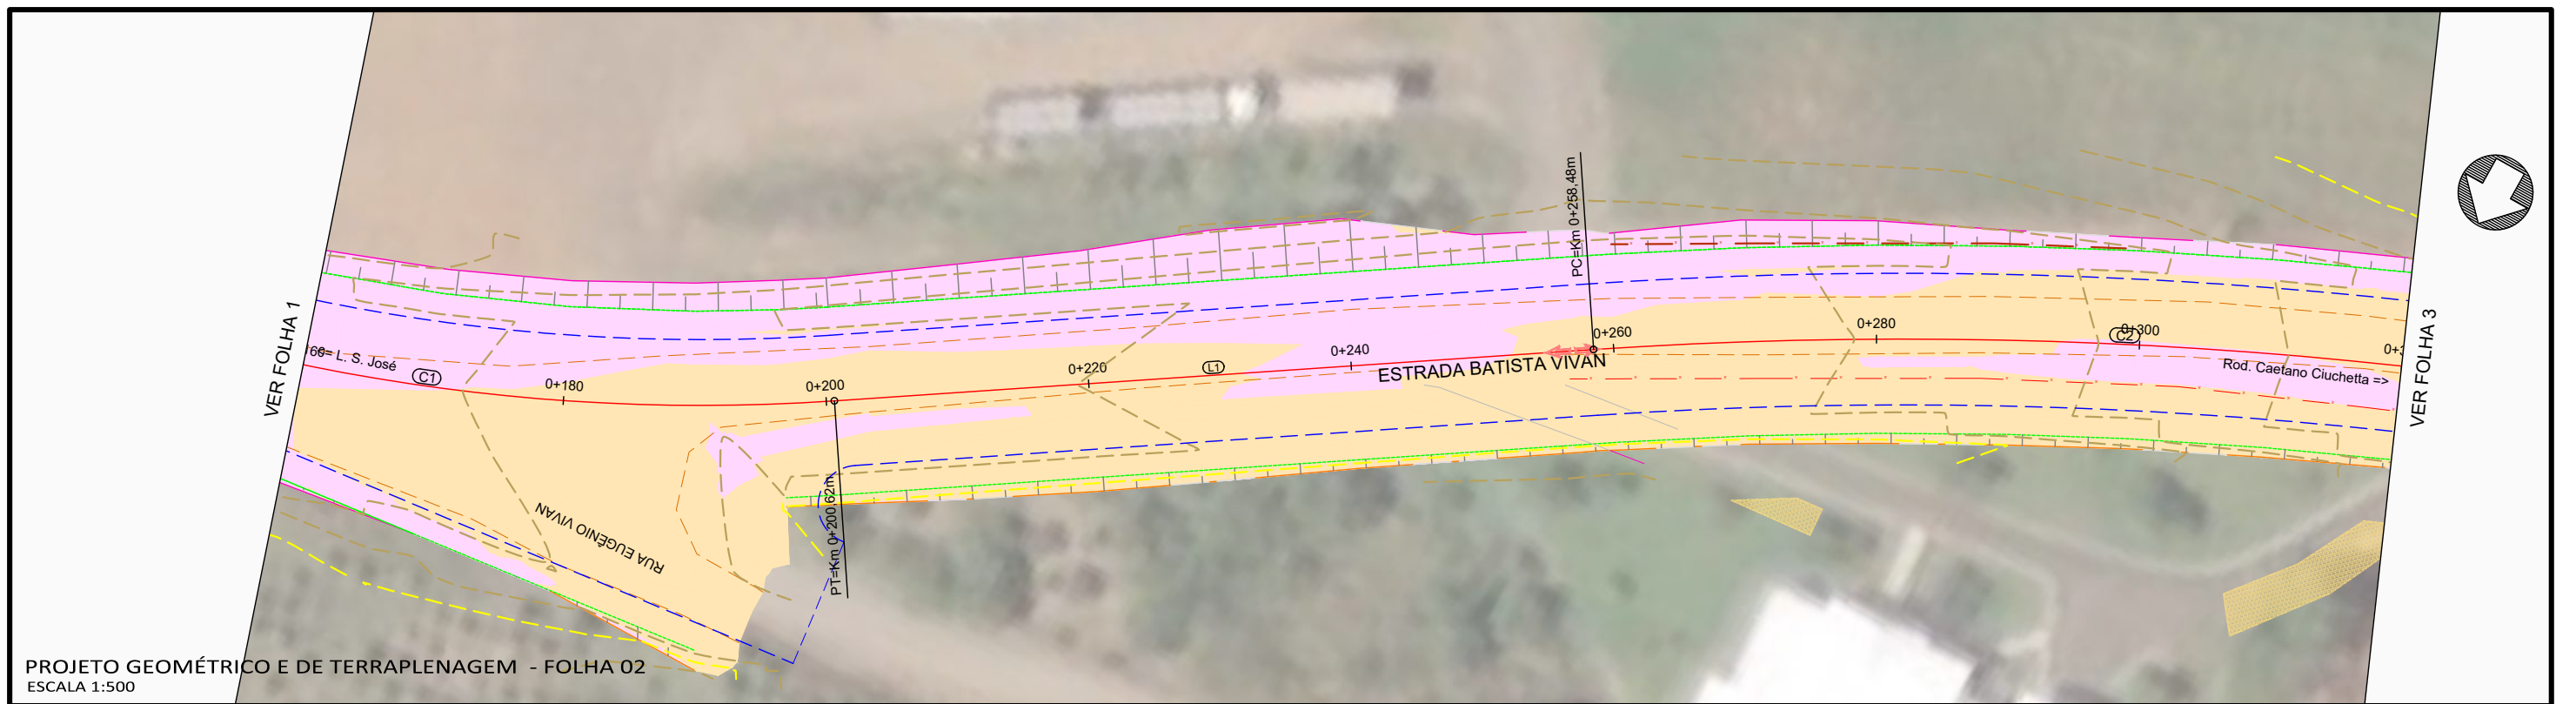 PC=Km 0+258,48m
VER FOLHA 1
VER FOLHA 3
60= L. S. José
C1
0+180
0+200
0+220
L1
0+240
0+260
0+280
0+300
C2
ESTRADA BATISTA VIVAN
Rod. Caetano Ciuchetta =>
PT=Km 0+200,62m
RUA EUGÊNIO VIVAN
PROJETO GEOMÉTRICO E DE TERRAPLENAGEM - FOLHA 02
ESCALA 1:500